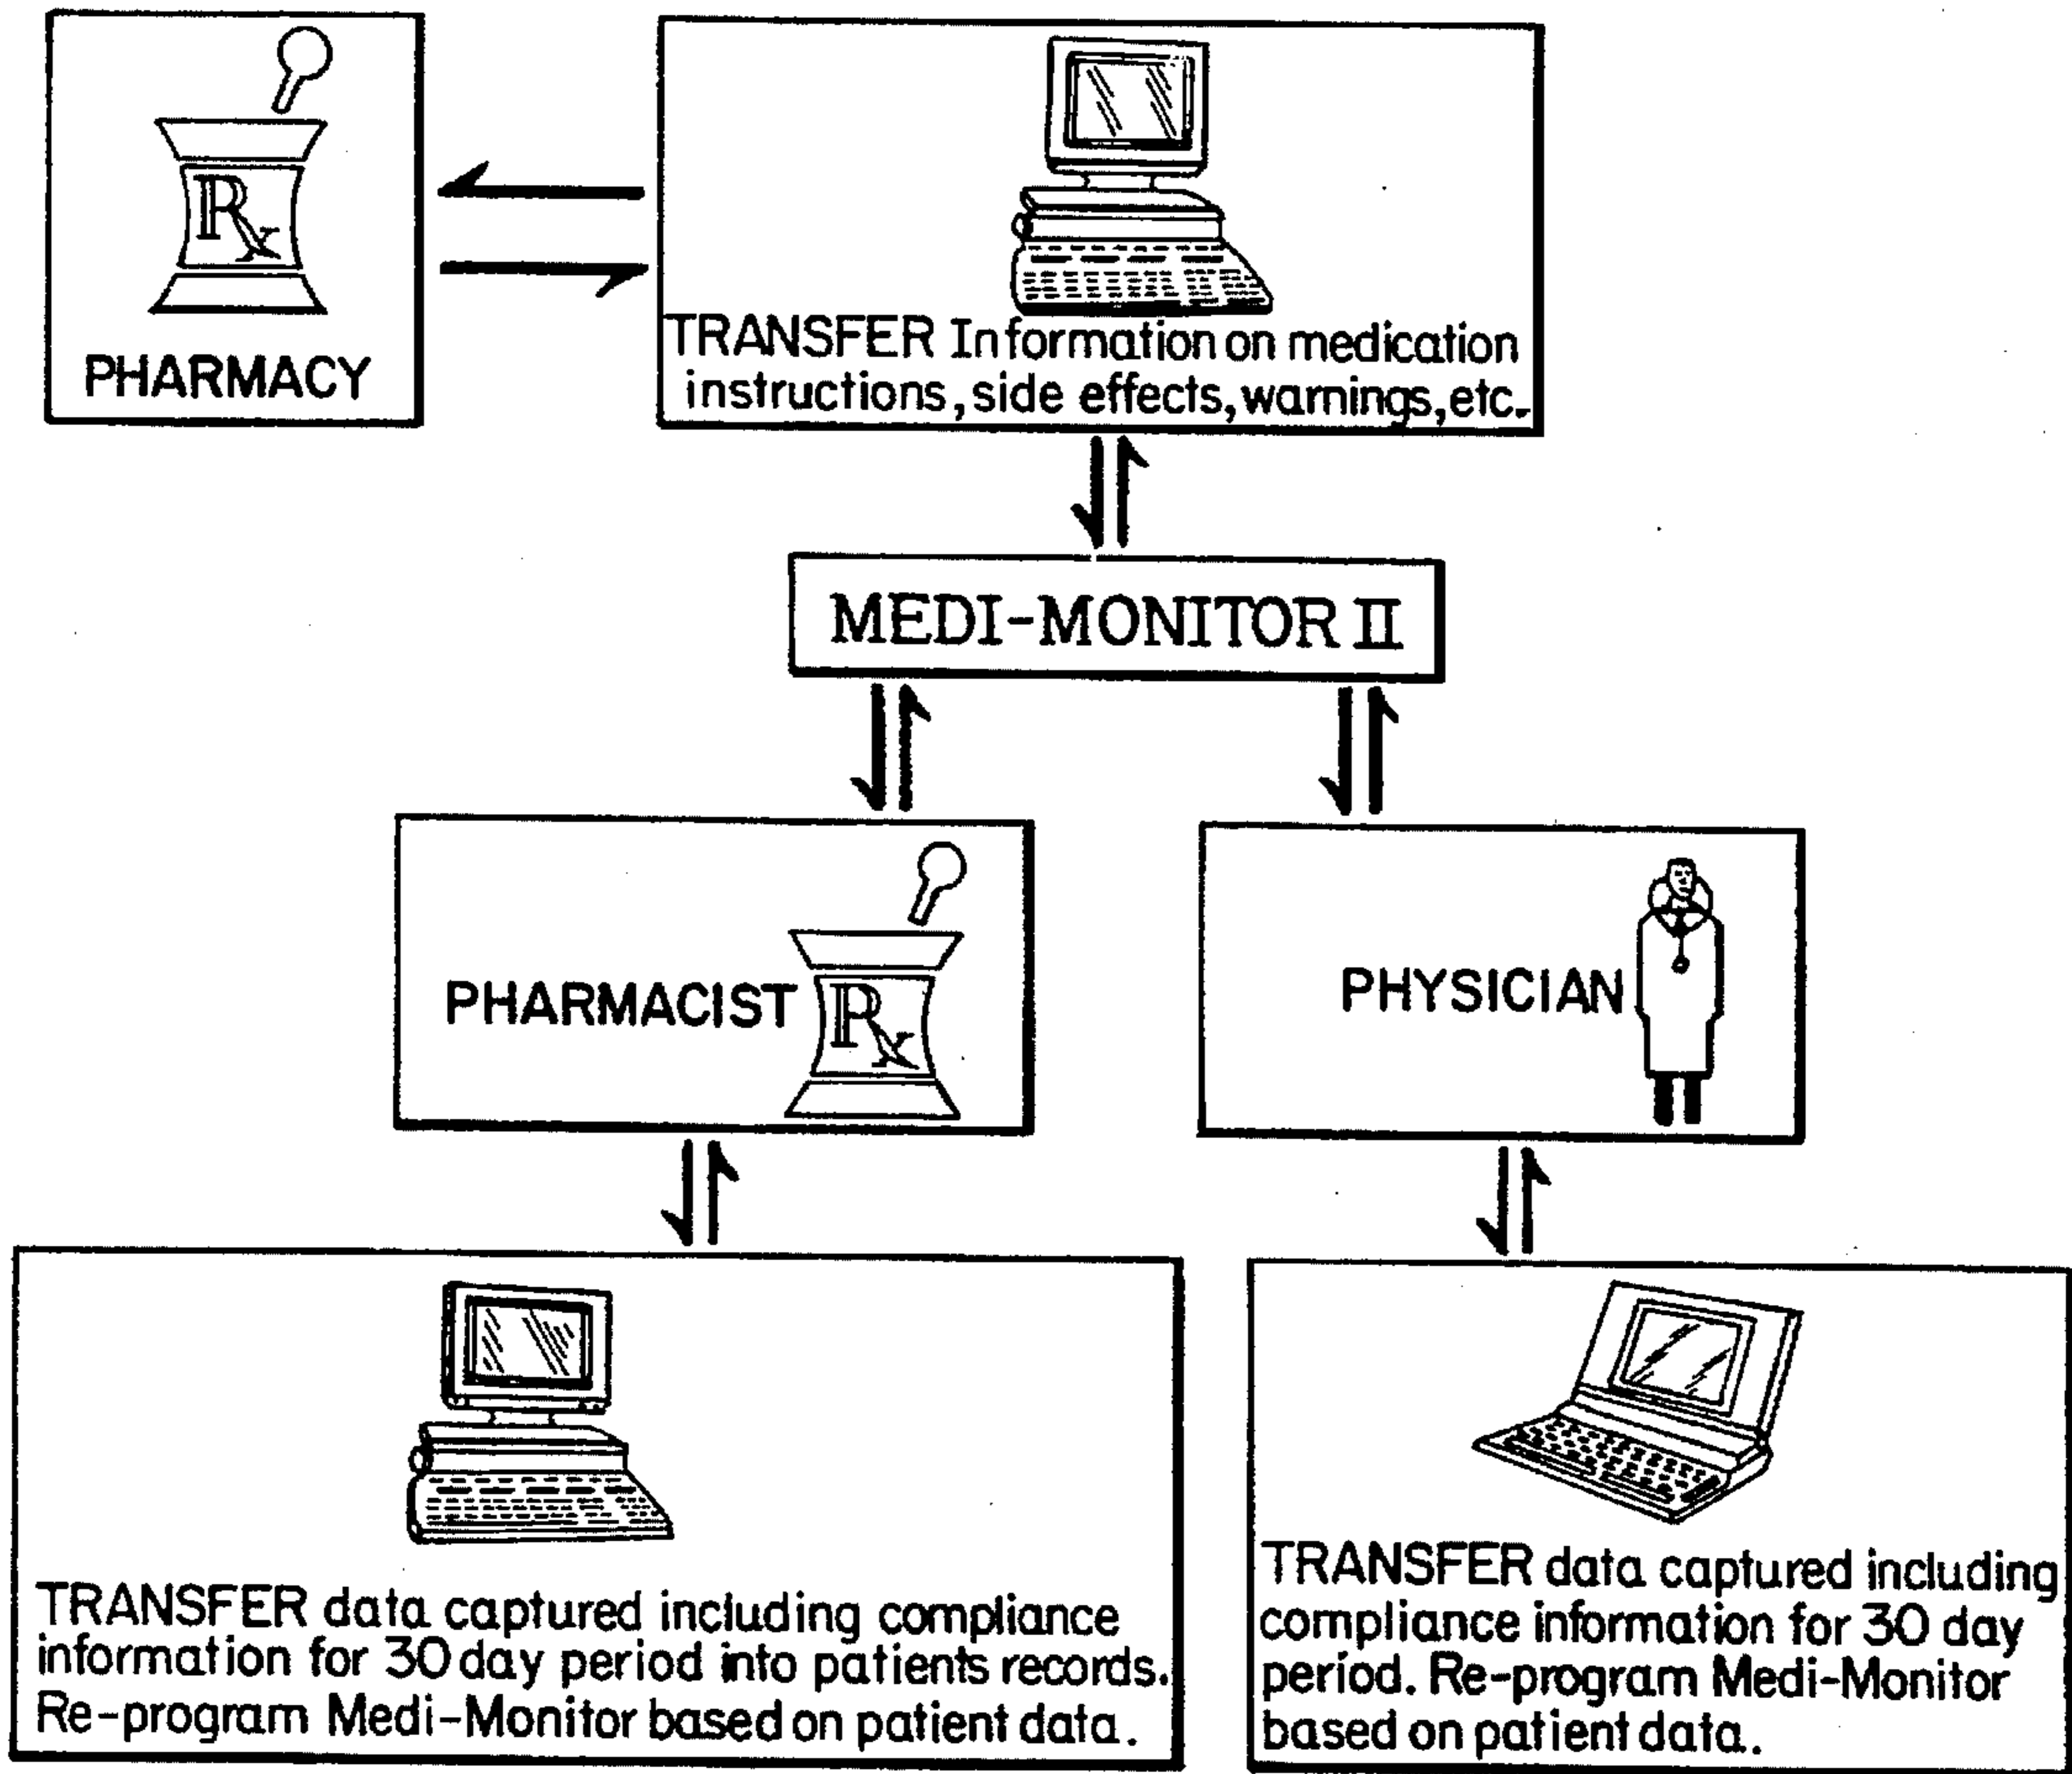 Rx
PHARMACY
TRANSFER Information on medication
instructions, side effects, warnings, etc.
MEDI-MONITOR II
PHARMACIST
Rx
PHYSICIAN
TRANSFER data captured including compliance
information for 30 day period into patients records.
Re-program Medi-Monitor based on patient data.
TRANSFER data captured including
compliance information for 30 day
period. Re-program Medi-Monitor
based on patient data.